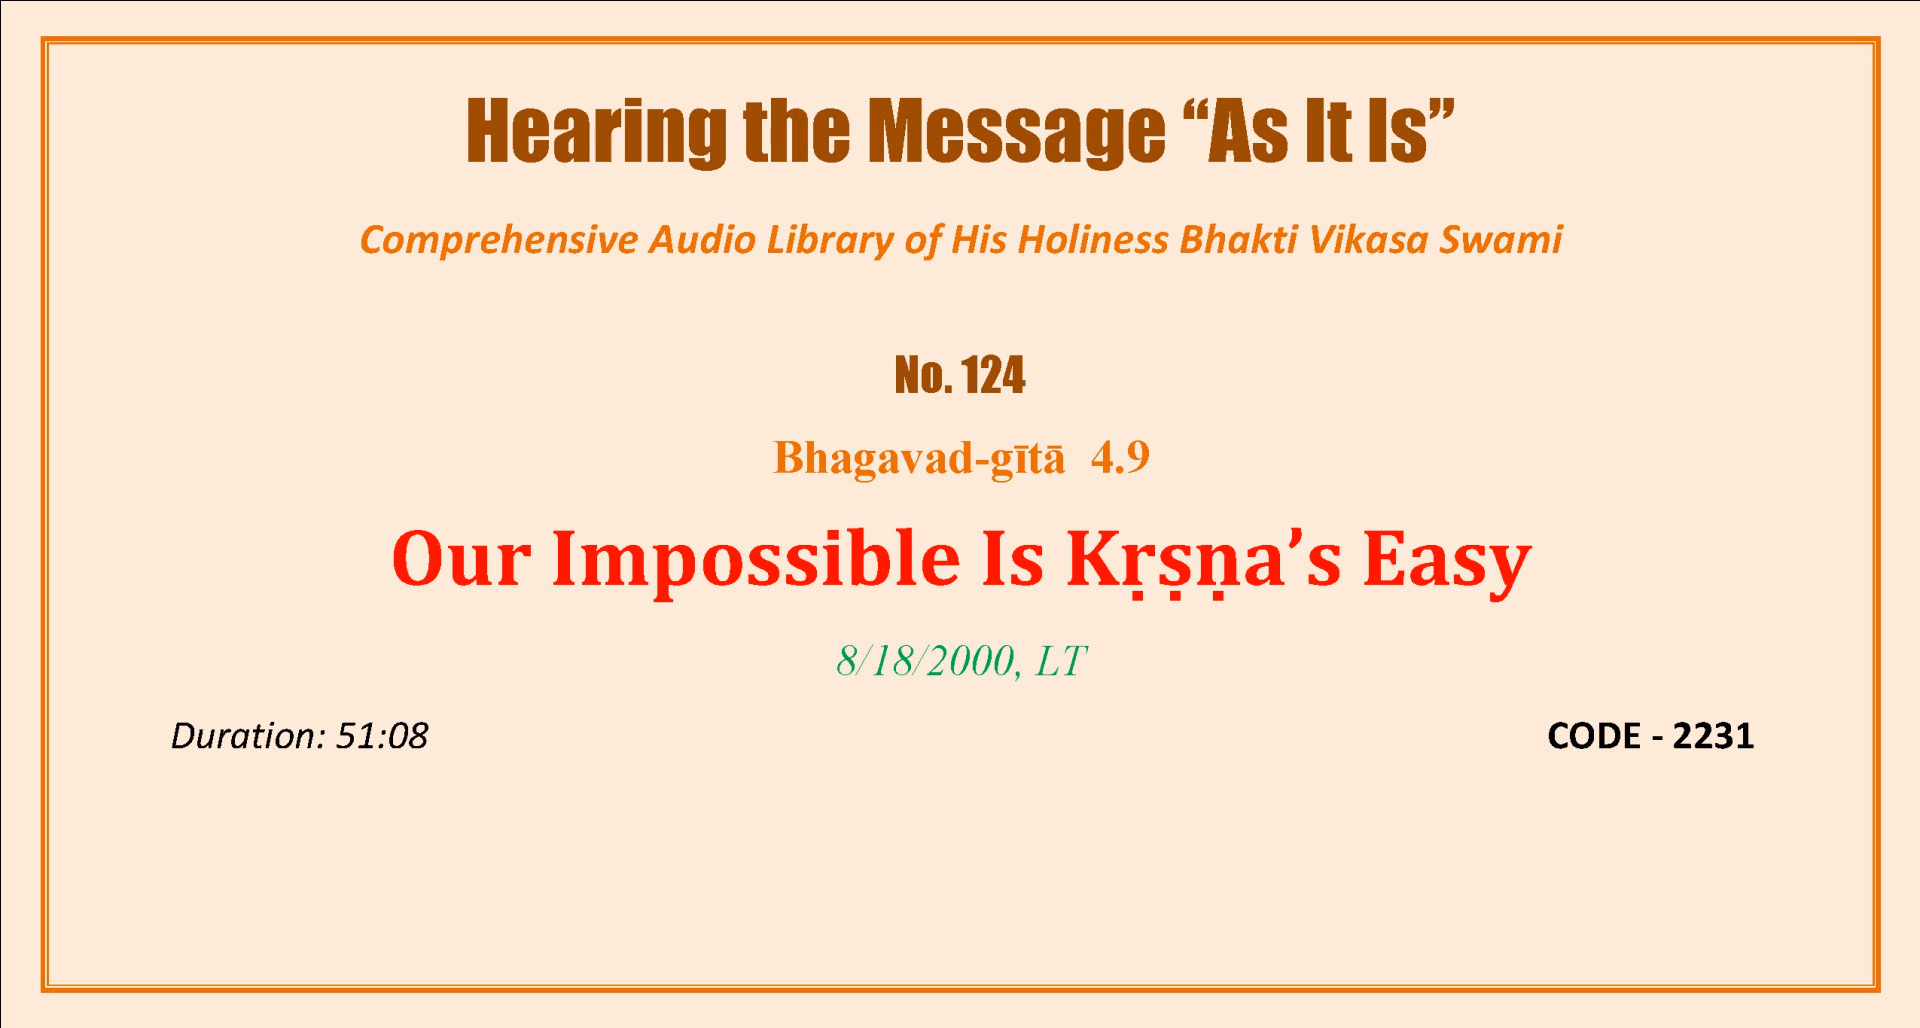 Hearing the Message “As It Is”
Comprehensive Audio Library of His Holiness Bhakti Vikasa Swami
No. 124
Bhagavad-gītā 4.9
Our Impossible Is Kṛṣṇa’s Easy
8/18/2000, LT
Duration: 51:08 CODE - 2231